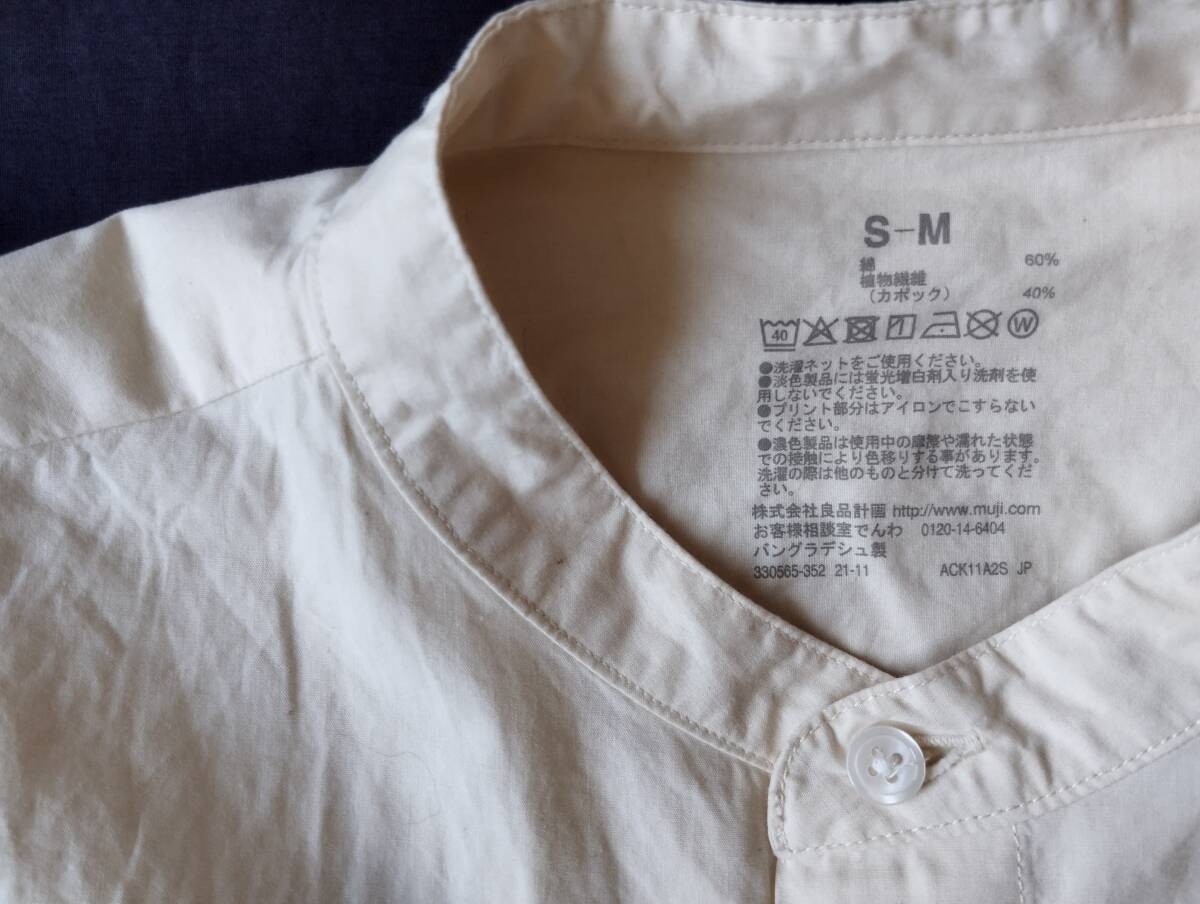 S-M
綿 60%
植物繊維
(カポック) 40%
40 W
●洗濯ネットをご使用ください。
●淡色製品には蛍光増白剤入り洗剤を使
用しないでください。
●プリント部分はアイロンでこすらない
でください。
●濃色製品は使用中の摩擦や濡れた状態
での接触により色移りする事があります。
洗濯の際は他のものと分けて洗ってくだ
さい。
株式会社良品計画 http://www.muji.com
お客様相談室でんわ 0120-14-6404
バングラデシュ製
330565-352 21-11 ACK11A2S JP